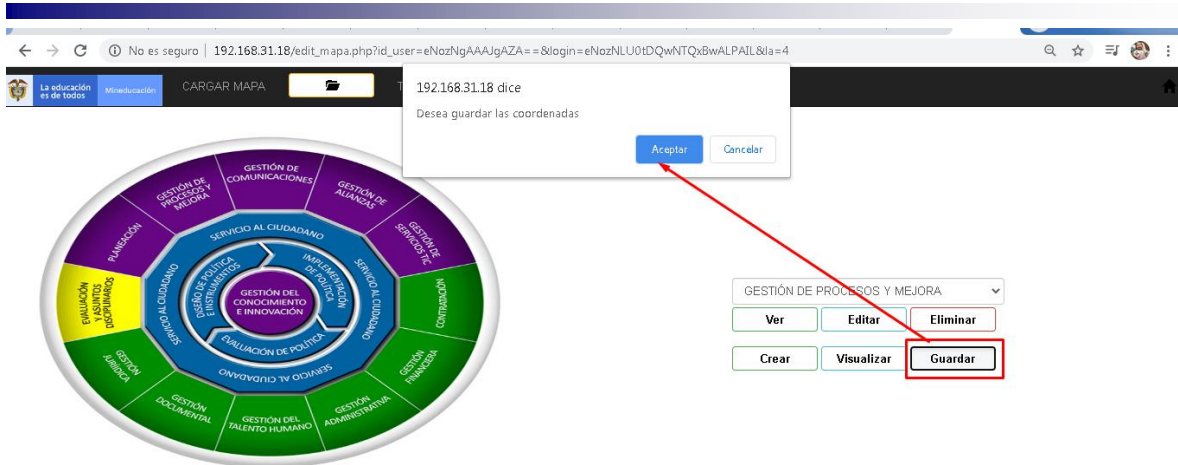 No es seguro | 192.168.31.18/edit_mapa.php?id_user=eNozNgAAAJgAZA==&login=eNozNLU0tDQwNTQxBwALPAIL&la=4
La educación
es de todos
Mineducación
CARGAR MAPA
T
192.168.31.18 dice
Desea guardar las coordenadas
Aceptar
Cancelar
GESTIÓN DE
COMUNICACIONES
GESTIÓN DE
ALIANZAS
GESTIÓN DE
SERVICIOS TIC
CONTRATACIÓN
GESTIÓN
FINANCIERA
GESTIÓN
ADMINISTRATIVA
GESTIÓN DEL
TALENTO HUMANO
GESTIÓN
DOCUMENTAL
GESTIÓN
JURÍDICA
EVALUACIÓN
Y ASUNTOS
DISCIPLINARIOS
PLANEACIÓN
GESTIÓN DE
PROCESOS Y
MEJORA
SERVICIO AL CIUDADANO
SERVICIO AL CIUDADANO
SERVICIO AL CIUDADANO
SERVICIO AL CIUDADANO
DISEÑO DE POLÍTICA
E INSTRUMENTOS
IMPLEMENTACIÓN
DE POLÍTICA
EVALUACIÓN DE POLÍTICA
GESTIÓN DEL
CONOCIMIENTO
E INNOVACIÓN
GESTIÓN DE PROCESOS Y MEJORA
Ver
Editar
Eliminar
Crear
Visualizar
Guardar